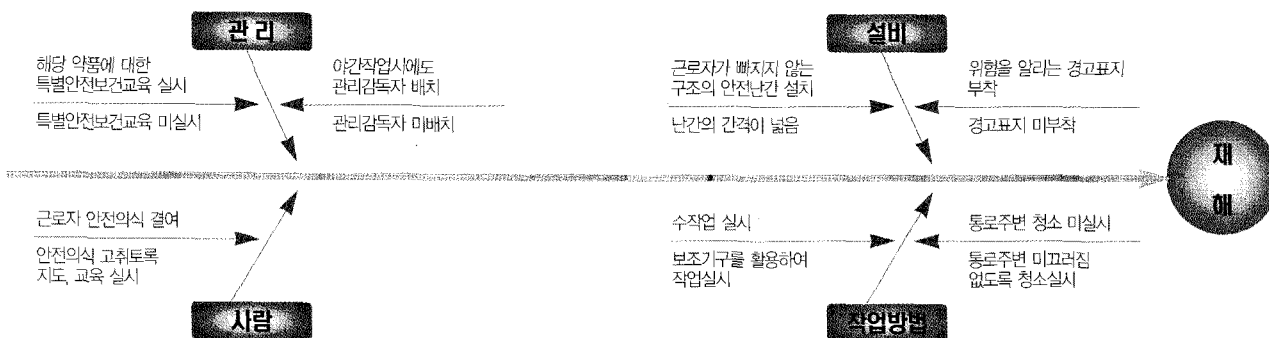 관 리
해당 약품에 대한
특별안전보건교육 실시
특별안전보건교육 미실시
야간작업시에도
관리감독자 배치
관리감독자 미배치
설비
근로자가 빠지지 않는
구조의 안전난간 설치
난간의 간격이 넓음
위험을 알리는 경고표지
부착
경고표지 미부착
재
해
근로자 안전의식 결여
안전의식 고취토록
지도, 교육 실시
사람
수작업 실시
보조기구를 활용하여
작업실시
통로주변 청소 미실시
통로주변 미끄러짐
없도록 청소실시
작업방법